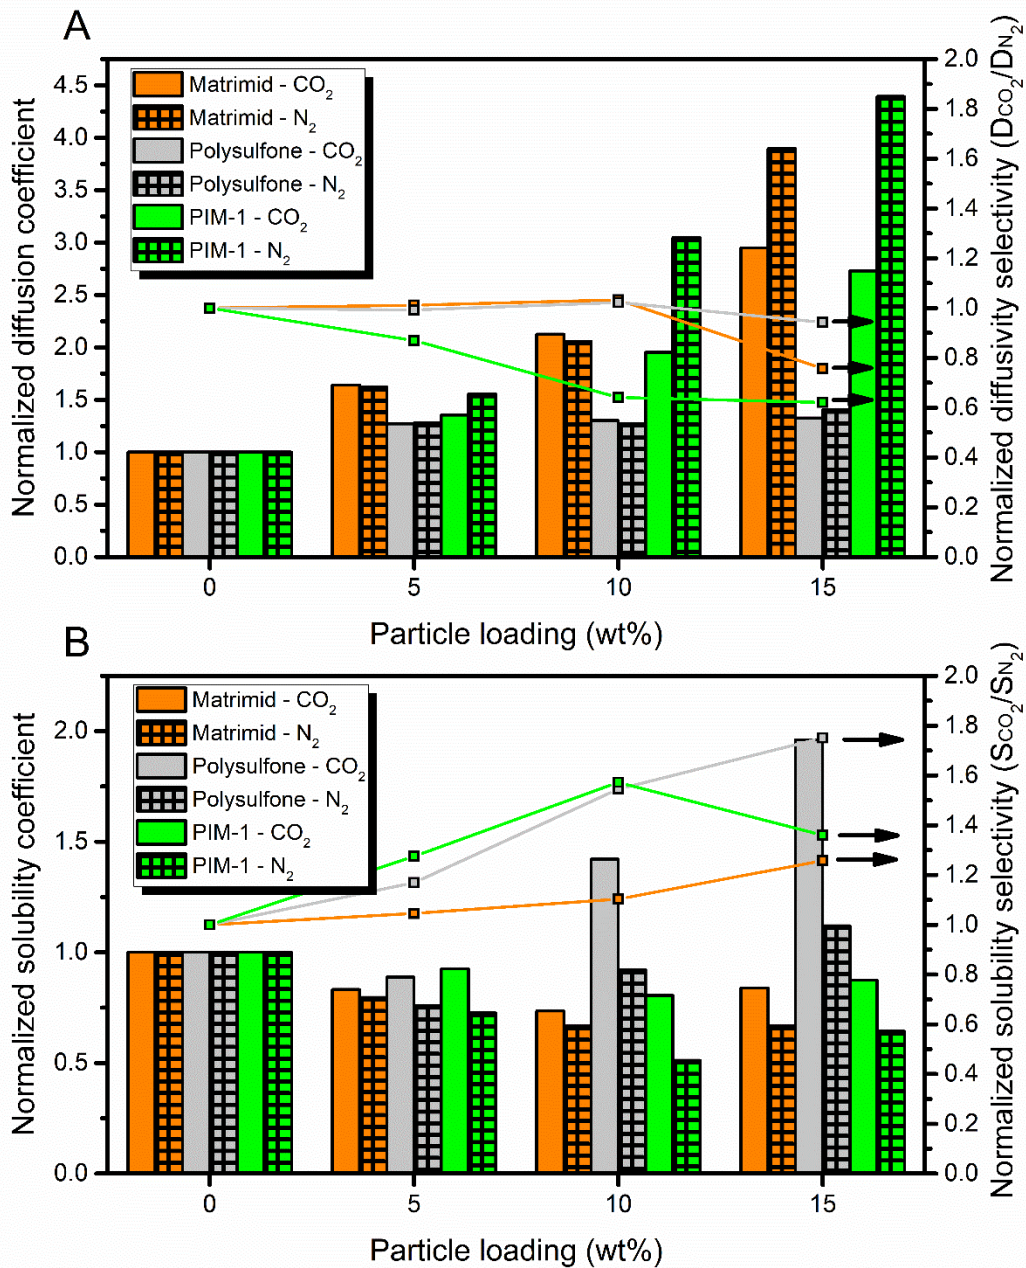 A
Normalized diffusion coefficient
4.5
4.0
3.5
3.0
2.5
2.0
1.5
1.0
0.5
0.0
Matrimid - CO₂
Matrimid - N₂
Polysulfone - CO₂
Polysulfone - N₂
PIM-1 - CO₂
PIM-1 - N₂
2.0
1.8
1.6
1.4
1.2
1.0
0.8
0.6
0.4
0.2
0.0
Normalized diffusivity selectivity (DCO₂/DN₂)
0 5 10 15
Particle loading (wt%)
B
Normalized solubility coefficient
2.0
1.5
1.0
0.5
0.0
Matrimid - CO₂
Matrimid - N₂
Polysulfone - CO₂
Polysulfone - N₂
PIM-1 - CO₂
PIM-1 - N₂
2.0
1.8
1.6
1.4
1.2
1.0
0.8
0.6
0.4
0.2
0.0
Normalized solubility selectivity (SCO₂/SN₂)
0 5 10 15
Particle loading (wt%)